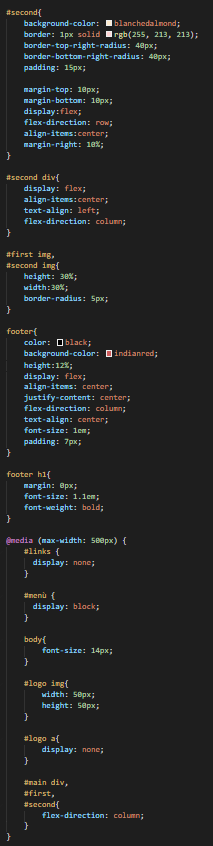 #second{
    background-color: blanchedalmond;
    border: 1px solid rgb(255, 213, 213);
    border-top-right-radius: 40px;
    border-bottom-right-radius: 40px;
    padding: 15px;

    margin-top: 10px;
    margin-bottom: 10px;
    display:flex;
    flex-direction: row;
    align-items:center;
    margin-right: 10%;
}

#second div{
    display: flex;
    align-items:center;
    text-align: left;
    flex-direction: column;
}

#first img,
#second img{
    height: 30%;
    width:30%;
    border-radius: 5px;
}

footer{
    color: black;
    background-color: indianred;
    height:12%;
    display: flex;
    align-items: center;
    justify-content: center;
    flex-direction: column;
    text-align: center;
    font-size: 1em;
    padding: 7px;
}

footer h1{
    margin: 0px;
    font-size: 1.1em;
    font-weight: bold;
}

@media (max-width: 500px) {
    #links {
      display: none;
    }

    #menù {
      display: block;
    }

    body{
        font-size: 14px;
    }

    #logo img{
        width: 50px;
        height: 50px;
    }

    #logo a{
        display: none;
    }

    #main div,
    #first,
    #second{
        flex-direction: column;
    }
}